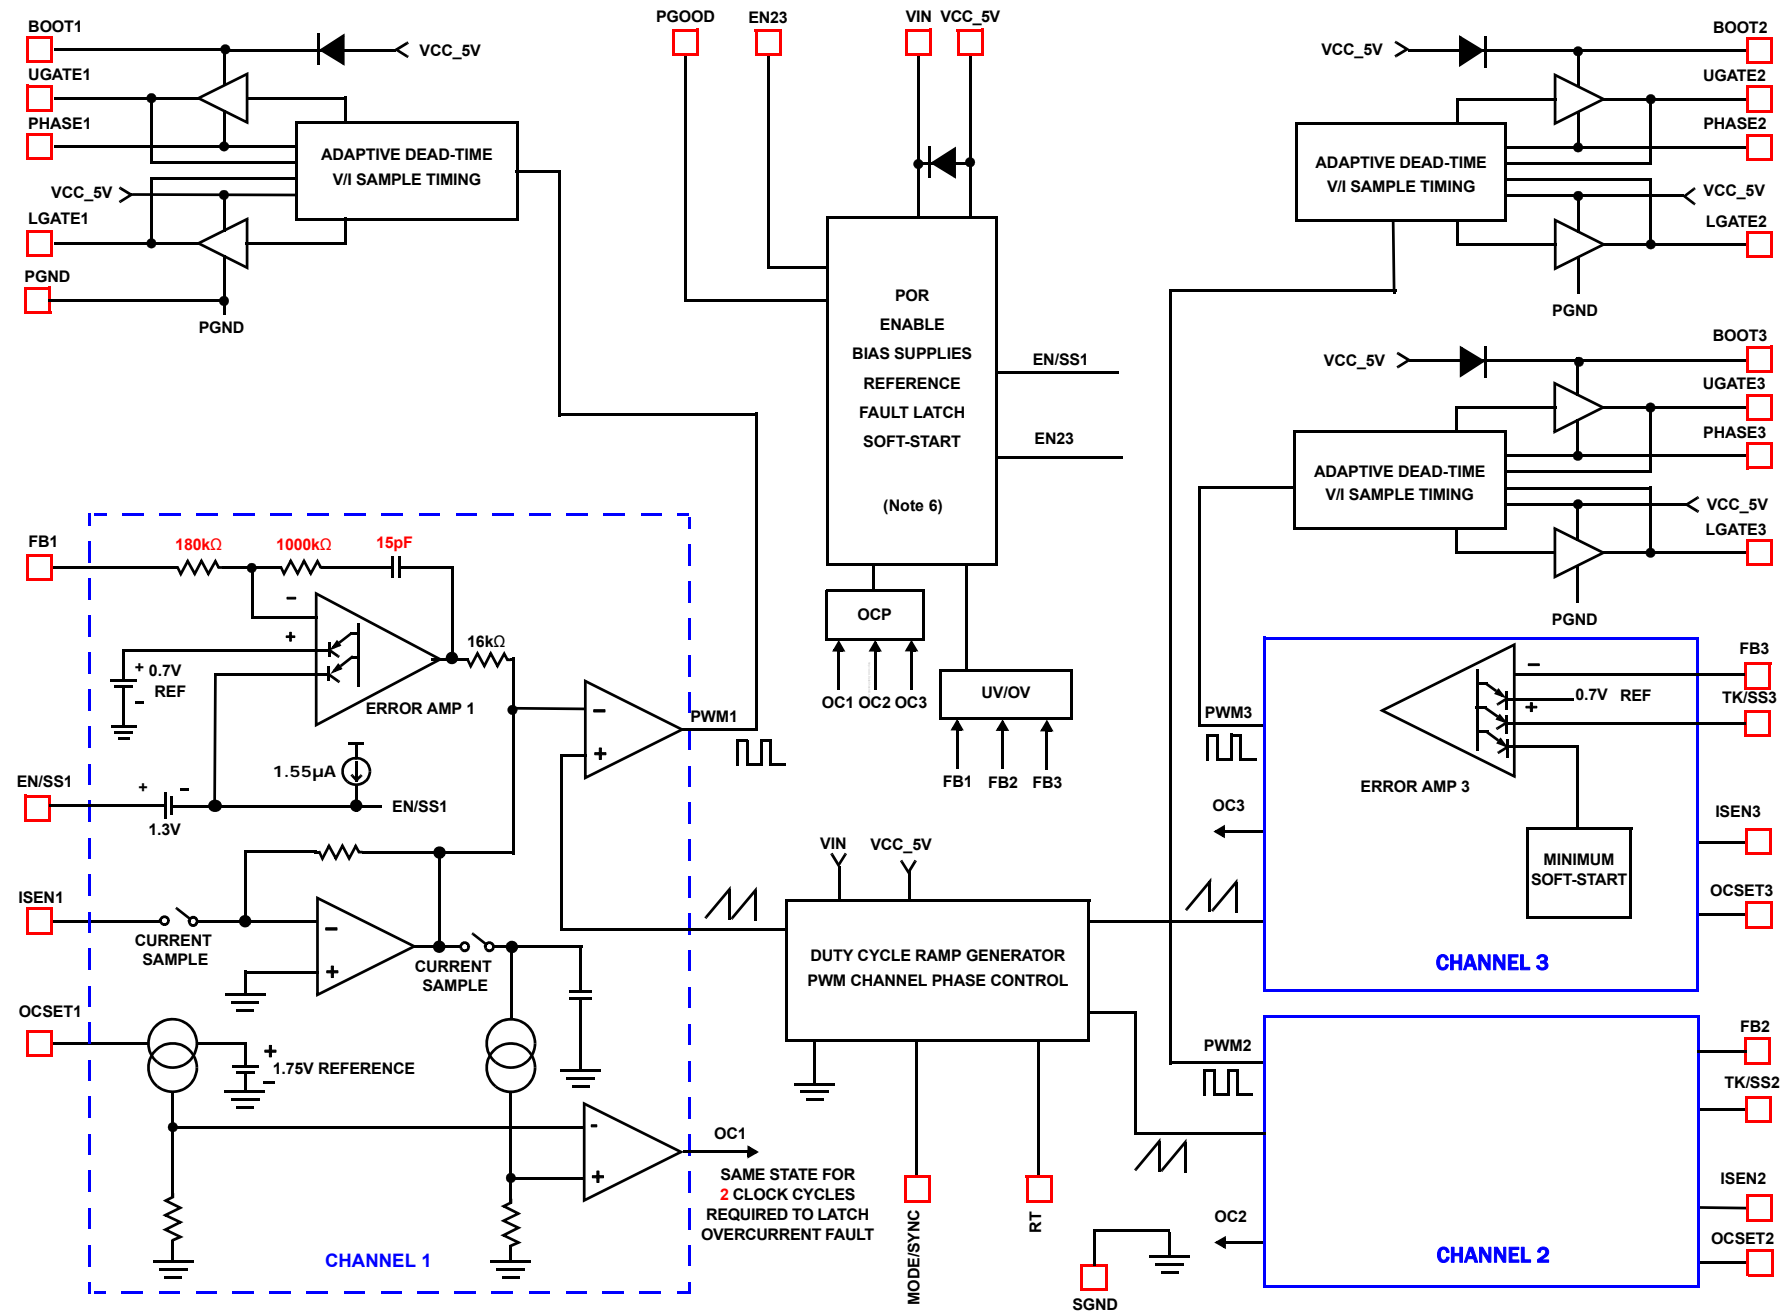 BOOT1
UGATE1
PHASE1
VCC_5V
VCC_5V
LGATE1
PGND
PGND
ADAPTIVE DEAD-TIME
V/I SAMPLE TIMING
PGOOD
EN23
VIN
VCC_5V
POR
ENABLE
BIAS SUPPLIES
REFERENCE
FAULT LATCH
SOFT-START
(Note 6)
EN/SS1
EN23
OCP
OC1
OC2
OC3
UV/OV
FB1
FB2
FB3
VCC_5V
BOOT2
UGATE2
PHASE2
ADAPTIVE DEAD-TIME
V/I SAMPLE TIMING
VCC_5V
LGATE2
PGND
VCC_5V
BOOT3
UGATE3
PHASE3
ADAPTIVE DEAD-TIME
V/I SAMPLE TIMING
VCC_5V
LGATE3
PGND
FB1
180kΩ
1000kΩ
15pF
−
+
+ 0.7V
REF
−
16kΩ
ERROR AMP 1
1.55µA
EN/SS1
+
−
1.3V
EN/SS1
−
+
PWM1
ISEN1
CURRENT
SAMPLE
−
+
CURRENT
SAMPLE
OCSET1
+
1.75V REFERENCE
−
-
+
OC1
SAME STATE FOR
2 CLOCK CYCLES
REQUIRED TO LATCH
OVERCURRENT FAULT
CHANNEL 1
VIN
VCC_5V
DUTY CYCLE RAMP GENERATOR
PWM CHANNEL PHASE CONTROL
MODE/SYNC
RT
SGND
PWM3
OC3
−
0.7V REF
+
ERROR AMP 3
MINIMUM
SOFT-START
CHANNEL 3
FB3
TK/SS3
ISEN3
OCSET3
PWM2
OC2
CHANNEL 2
FB2
TK/SS2
ISEN2
OCSET2